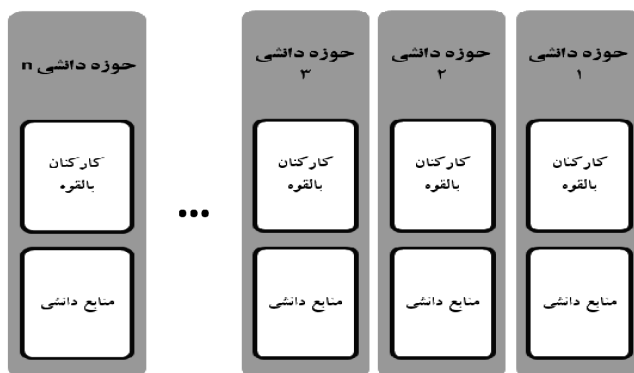 حوزه دانشی
۱
کارکنان
بالقوه
منابع دانشی
حوزه دانشی
۲
کارکنان
بالقوه
منابع دانشی
حوزه دانشی
۳
کارکنان
بالقوه
منابع دانشی
...
حوزه دانشی n
کارکنان
بالقوه
منابع دانشی